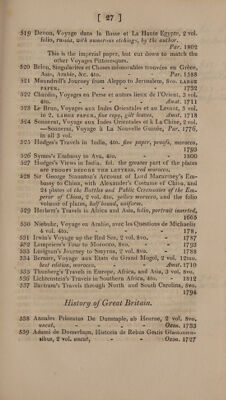 [ 27 ]
519 Denon, Voyage dans la Basse et La Haute Egypte, 2 vol.
folio, russia, with numerous etchings, by the author.
Par. 1802
This is the imperial paper, but cut down to match the
other Voyages Pittoresques.
520 Belon, Singularitez et Choses memorables trouvées en Grèce,
Asie, Arabie, &c. 4to. Par. 1588
521 Maundrell's Journey from Aleppo to Jerusalem, 8vo. LARGE
PAPER, 1732
522 Chardin, Voyages en Perse et autres lieux de l'Orient, 3 vol.
4to. Amst. 1711
523 Le Brun, Voyages aux Indes Orientales et au Levant, 3 vol.
in 2, LARGE PAPER, fine cops, gilt leaves, Amst. 1718
524 Sonnerat, Voyage aux Indes Orientales et à La Chine, 2 vol.
—Sonnerat, Voyage à La Nouvelle Guinée, Par. 1776,
in all 3 vol.
525 Hodges's Travels in India, 4to. fine paper, proofs, morocco,
1793
526 Symes's Embassy to Ava, 4to. 1800
527 Hodges's Views in India, fol. the greater part of the plates
are PROOFS BEFORE THE LETTERS, red morocco,
528 Sir George Staunton's Account of Lord Macartney's Em-
bassy to China, with Alexander's Costume of China, and
24 plates of the Battles and Public Ceremonies of the Em-
peror of China, 2 vol. 4to, yellow morocco, and the folio
volume of plates, half bound, uniform.
529 Herbert's Travels in Africa and Asia, folio, portrait inserted,
1665
530 Niebuhr, Voyage en Arabie, avec les Questions de Michaelis
4 vol. 4to.
531 Irwin's Voyage up the Red Sea, 2 vol. 8vo, 1787
532 Lempriere's Tour to Morocco, 8vo. 1793
533 Lusignan's Journey to Smyrna, 2 vol. 8vo. 1788
534 Bernier, Voyage aux Etats du Grand Mogol, 2 vol. 12mo.
best edition, morocco, Amst. 1710
535 Thunberg's Travels in Europe, Africa, and Asia, 3 vol. 8vo.
536 Lichtenstein's Travels in Southern Africa, 4to. 1812
537 Bartram's Travels through North and South Carolina, 8vo.
1794
History of Great Britain.
538 Annales Prioratus De Dunstaple, ab Hearne, 2 vol. 8vo,
uncut, Oxon. 1733
539 Adami de Domerham, Historia de Rebus Gestis Glastonien-
sibus, 2 vol. uncut, Oxon. 1727